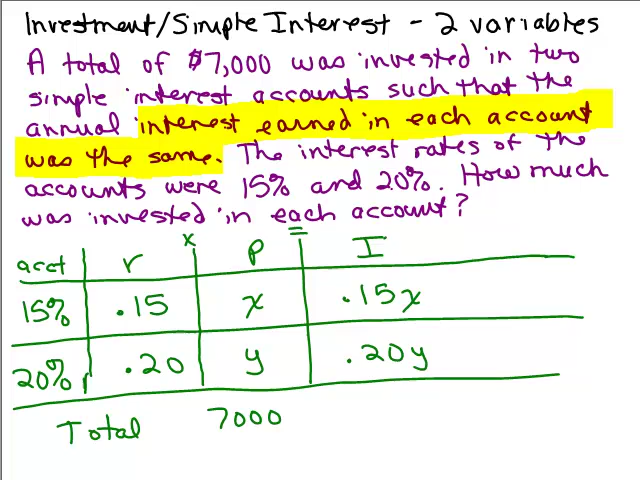 Investment/Simple Interest - 2 variables
A total of $7,000 was invested in two
simple interest accounts such that the
annual interest earned in each account
was the same. The interest rates of the
accounts were 15% and 20%. How much
was invested in each account?
acct r x P = I
15% .15 x .15x
20% .20 y .20y
Total 7000